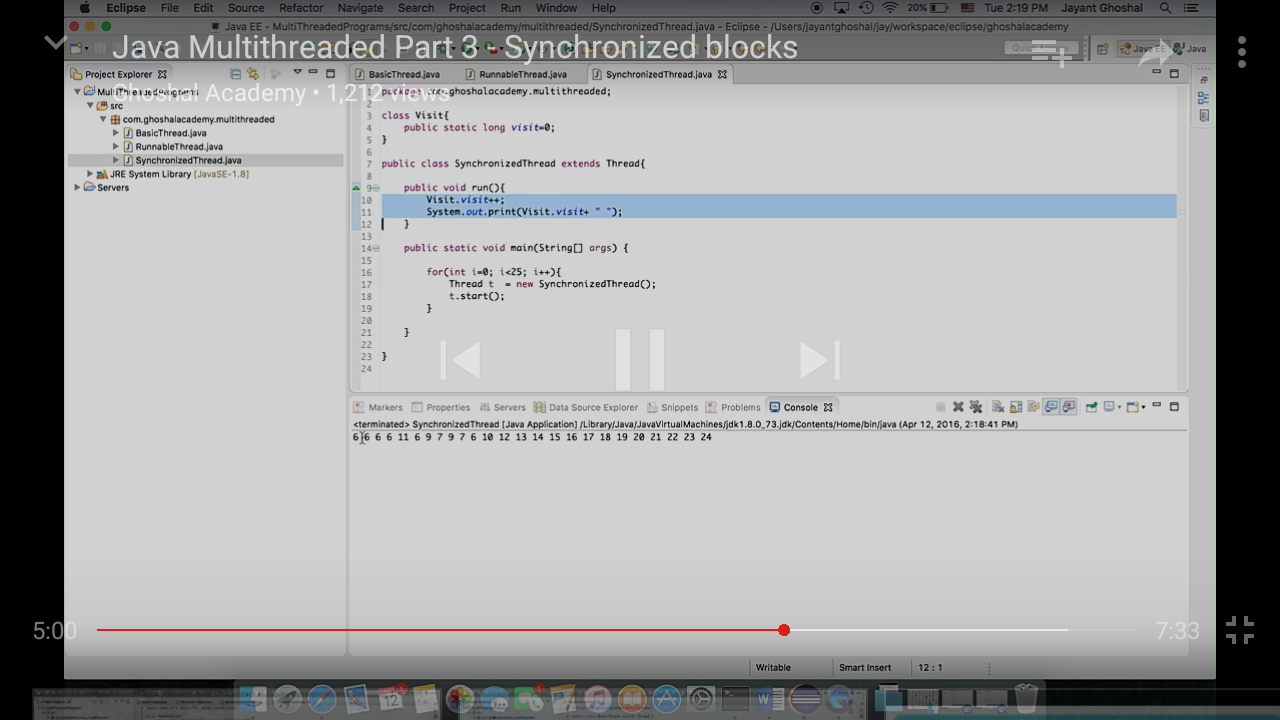 Eclipse File Edit Source Refactor Navigate Search Project Run Window Help 20% Tue 2:19 PM Jayant Ghoshal
Java EE - MultiThreadedPrograms/src/com/ghoshalacademy/multithreaded/SynchronizedThread.java - Eclipse - /Users/jayantghoshal/jay/workspace/eclipse/ghoshalacademy
Java Multithreaded Part 3 - Synchronized blocks
Java EE Java
Ghoshal Academy • 1,212 views
Project Explorer
MultiThreadedPrograms
src
com.ghoshalacademy.multithreaded
BasicThread.java
RunnableThread.java
SynchronizedThread.java
JRE System Library [JavaSE-1.8]
Servers
BasicThread.java RunnableThread.java SynchronizedThread.java
package com.ghoshalacademy.multithreaded;
2
3 class Visit{
4 public static long visit=0;
5 }
6
7 public class SynchronizedThread extends Thread{
8
9 public void run(){
10 Visit.visit++;
11 System.out.print(Visit.visit+ " ");
12 }
13
14 public static void main(String[] args) {
15
16 for(int i=0; i<25; i++){
17 Thread t = new SynchronizedThread();
18 t.start();
19 }
20
21 }
22
23 }
24
Markers Properties Servers Data Source Explorer Snippets Problems Console
<terminated> SynchronizedThread [Java Application] /Library/Java/JavaVirtualMachines/jdk1.8.0_73.jdk/Contents/Home/bin/java (Apr 12, 2016, 2:18:41 PM)
6 6 6 6 11 6 9 7 9 7 6 10 12 13 14 15 16 17 18 19 20 21 22 23 24
5:00 7:33
Writable Smart Insert 12 : 1